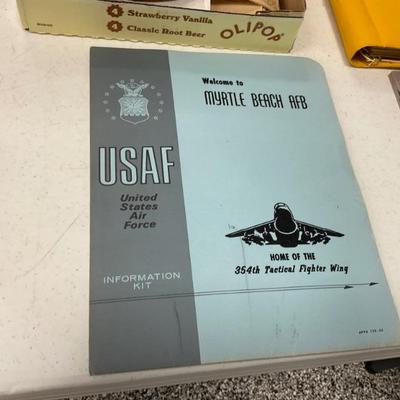 4 Strawberry Vanilla
4 Classic Root Beer
OLIPOP
Welcome to
MYRTLE BEACH AFB
USAF
United
States
Air
Force
HOME OF THE
354th Tactical Fighter Wing
INFORMATION
KIT